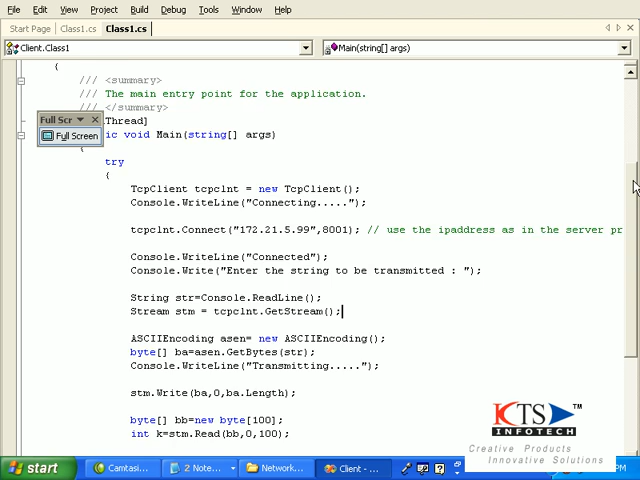 File Edit View Project Build Debug Tools Window Help
Start Page Class1.cs Class1.cs
Client.Class1 Main(string[] args)
{
/// <summary>
/// The main entry point for the application.
/// </summary>
Full Scr
Thread]
Full Screen
ic void Main(string[] args)
{
try
{
TcpClient tcpclnt = new TcpClient();
Console.WriteLine("Connecting.....");
tcpclnt.Connect("172.21.5.99",8001); // use the ipaddress as in the server pr
Console.WriteLine("Connected");
Console.Write("Enter the string to be transmitted : ");
String str=Console.ReadLine();
Stream stm = tcpclnt.GetStream();
ASCIIEncoding asen= new ASCIIEncoding();
byte[] ba=asen.GetBytes(str);
Console.WriteLine("Transmitting.....");
stm.Write(ba,0,ba.Length);
byte[] bb=new byte[100];
int k=stm.Read(bb,0,100);
KTS TM
INFOTECH
Creative Products
Innovative Solutions
start Camtasi... 2 Note... Network... Client - ... PM